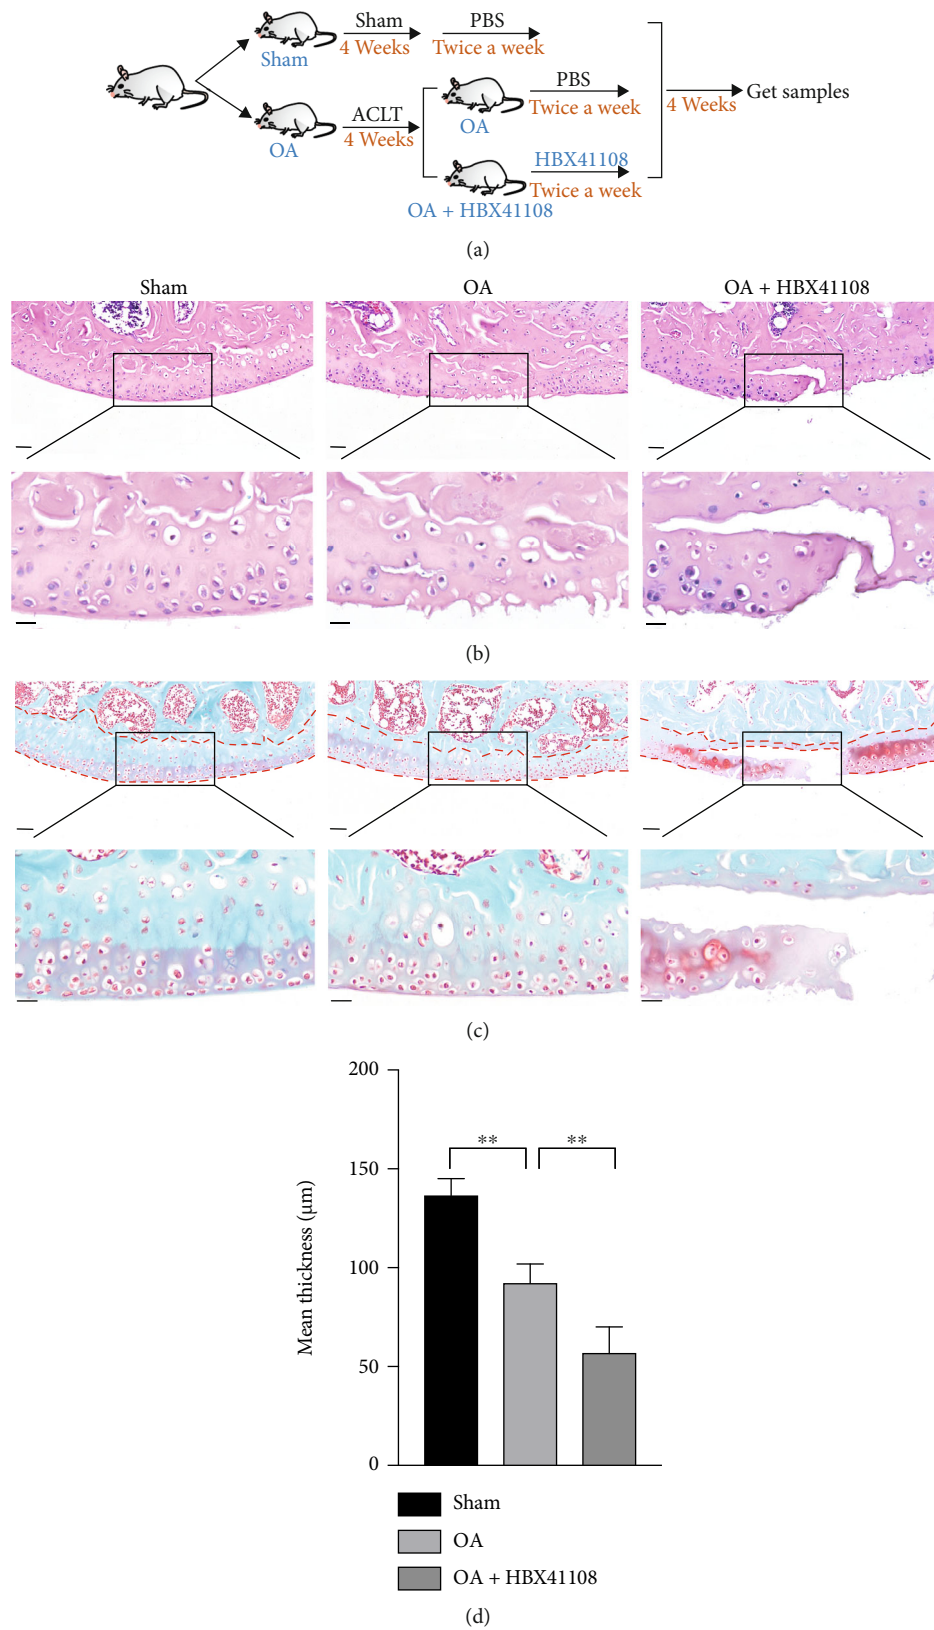 Sham
PBS
Sham
4 Weeks
Twice a week
PBS
ACLT
Twice a week
4 Weeks
Get samples
OA
4 Weeks
OA
HBX41108
Twice a week
OA + HBX41108
(a)
Sham
OA
OA + HBX41108
(b)
(c)
200
150
100
50
0
Mean thickness (μm)
**
**
Sham
OA
OA + HBX41108
(d)